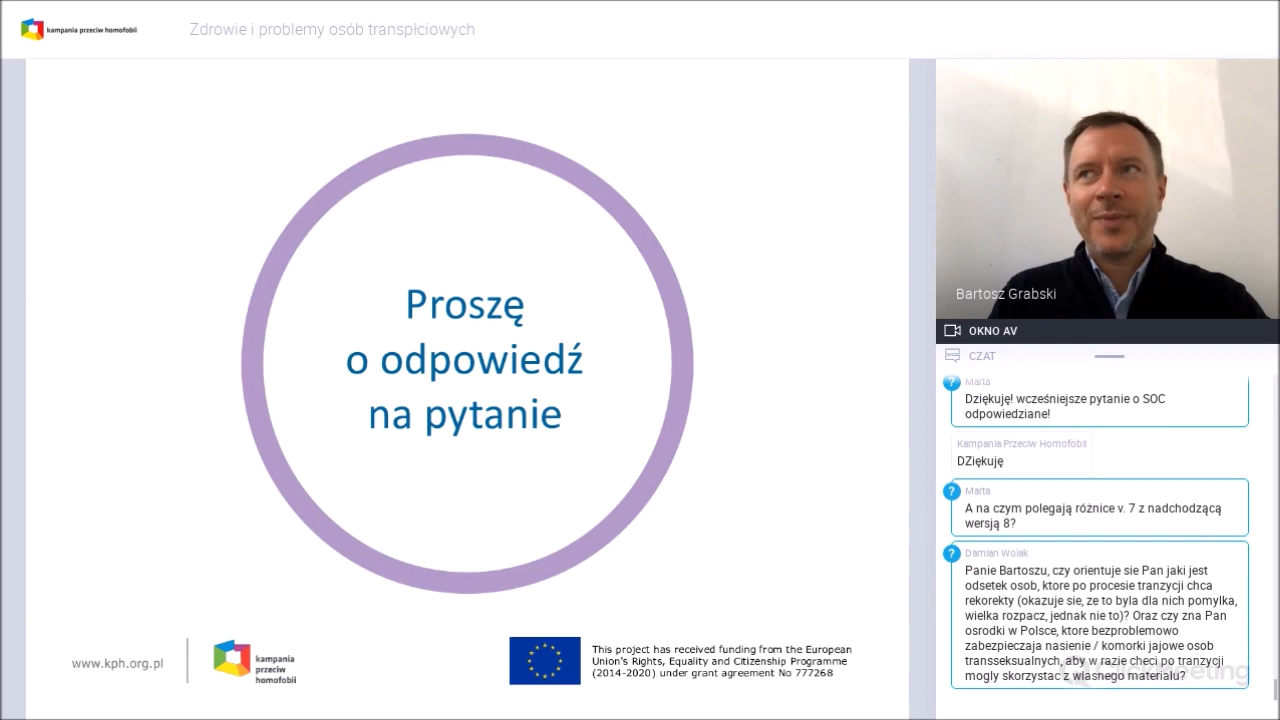 kampania przeciw homofobii
Zdrowie i problemy osób transpłciowych
Proszę
o odpowiedź
na pytanie
www.kph.org.pl
kampania
przeciw
homofobii
This project has received funding from the European
Union's Rights, Equality and Citizenship Programme
(2014-2020) under grant agreement No 777268
Bartosz Grabski
OKNO AV
CZAT
Marta
Dziękuję! wcześniejsze pytanie o SOC
odpowiedziane!
Kampania Przeciw Homofobii
DZiękuję
Marta
A na czym polegają różnice v. 7 z nadchodzącą
wersją 8?
Damian Wolak
Panie Bartoszu, czy orientuje sie Pan jaki jest
odsetek osob, ktore po procesie tranzycji chca
rekorekty (okazuje sie, ze to byla dla nich pomylka,
wielka rozpacz, jednak nie to)? Oraz czy zna Pan
osrodki w Polsce, ktore bezproblemowo
zabezpieczaja nasienie / komorki jajowe osob
transseksualnych, aby w razie checi po tranzycji
mogly skorzystac z wlasnego materialu?
ClickMeeting